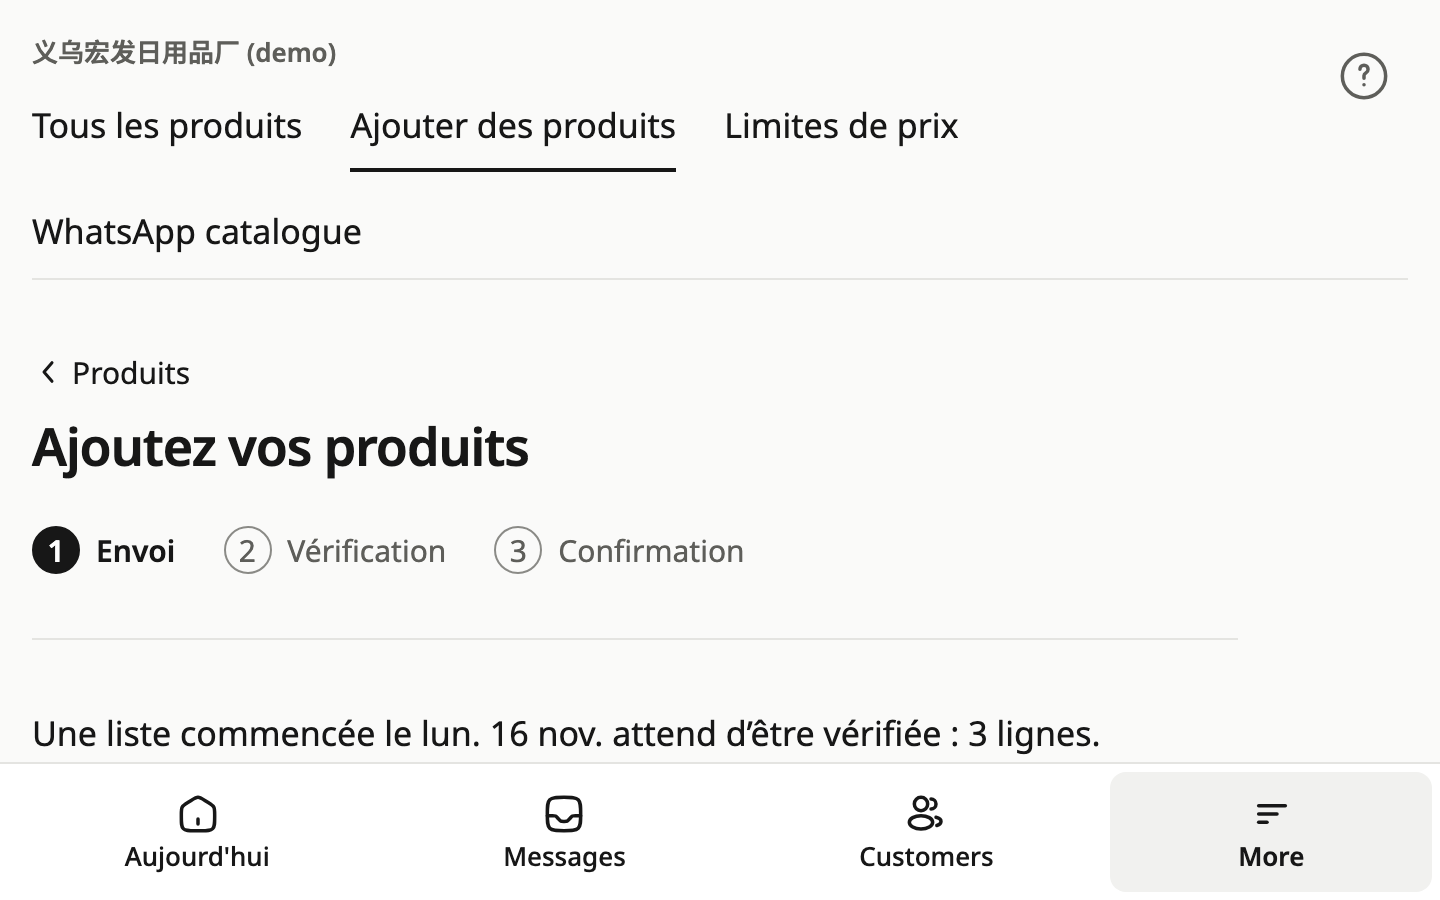 义乌宏发日用品厂 (demo)
?
Tous les produits Ajouter des produits Limites de prix
WhatsApp catalogue
Produits
Ajoutez vos produits
1 Envoi 2 Vérification 3 Confirmation
Une liste commencée le lun. 16 nov. attend d’être vérifiée : 3 lignes.
Aujourd'hui Messages Customers More